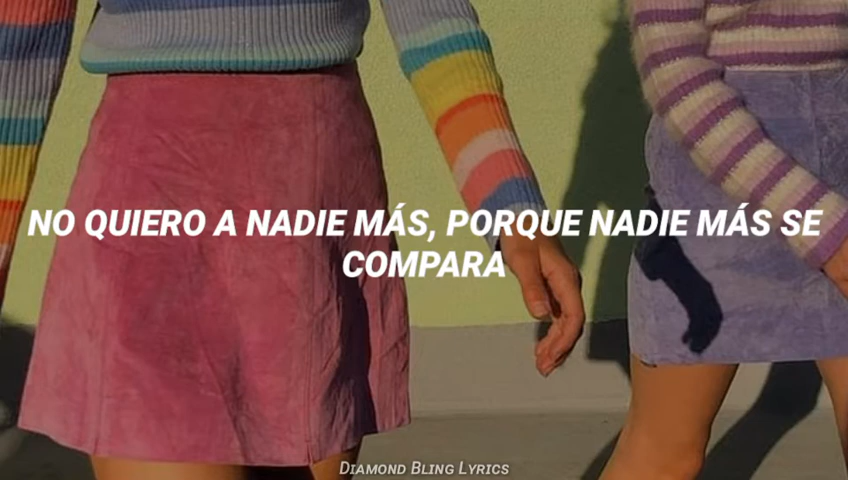 NO QUIERO A NADIE MÁS, PORQUE NADIE MÁS SE
COMPARA
Diamond Bling Lyrics